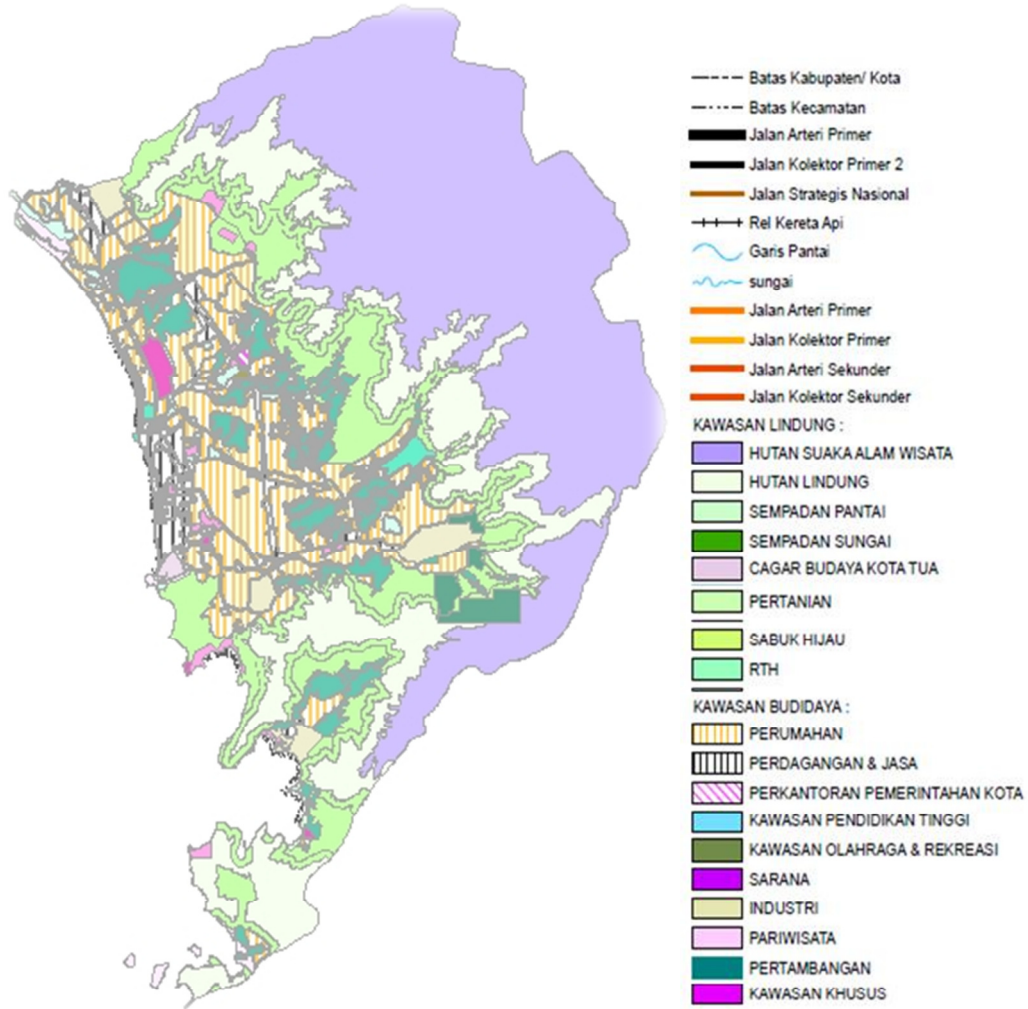 Batas Kabupaten/ Kota
Batas Kecamatan
Jalan Arteri Primer
Jalan Kolektor Primer 2
Jalan Strategis Nasional
Rel Kereta Api
Garis Pantai
sungai
Jalan Arteri Primer
Jalan Kolektor Primer
Jalan Arteri Sekunder
Jalan Kolektor Sekunder
KAWASAN LINDUNG :
HUTAN SUAKA ALAM WISATA
HUTAN LINDUNG
SEMPADAN PANTAI
SEMPADAN SUNGAI
CAGAR BUDAYA KOTA TUA
PERTANIAN
SABUK HIJAU
RTH
KAWASAN BUDIDAYA :
PERUMAHAN
PERDAGANGAN & JASA
PERKANTORAN PEMERINTAHAN KOTA
KAWASAN PENDIDIKAN TINGGI
KAWASAN OLAHRAGA & REKREASI
SARANA
INDUSTRI
PARIWISATA
PERTAMBANGAN
KAWASAN KHUSUS